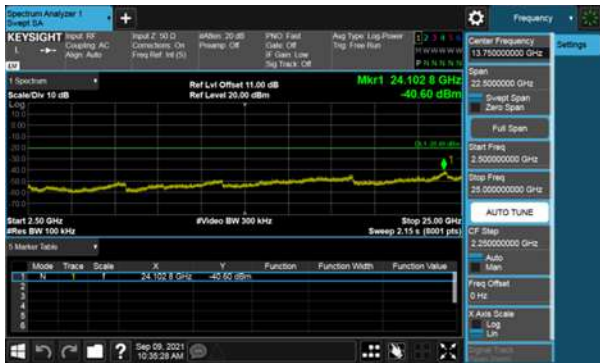 Spectrum Analyzer 1
Swept SA
+
Frequency
KEYSIGHT
Input: RF
Coupling: AC
Align: Auto
Input Z: 50 Ω
Corrections: On
Freq Ref: Int (S)
#Atten: 20 dB
Preamp: Off
PNO: Fast
Gate: Off
IF Gain: Low
Sig Track: Off
Avg Type: Log-Power
Trig: Free Run
1 2 3 4 5 6
M W W W W W
P N N N N N
L
1 Spectrum
Scale/Div 10 dB
Ref Lvl Offset 11.00 dB
Ref Level 20.00 dBm
Mkr1 24.102 8 GHz
-40.60 dBm
Log
10.0
0.00
-10.0
-20.0
-30.0
-40.0
-50.0
-60.0
-70.0
1
Start 2.50 GHz
#Res BW 100 kHz
#Video BW 300 kHz
Stop 25.00 GHz
Sweep 2.15 s (8001 pts)
5 Marker Table
Mode Trace Scale X Y Function Function Width Function Value
1 N 1 f 24.102 8 GHz -40.60 dBm
2
3
4
5
6
Sep 09, 2021
10:35:28 AM
?
Settings
Center Frequency
13.750000000 GHz
Span
22.5000000 GHz
Swept Span
Zero Span
Full Span
Start Freq
2.500000000 GHz
Stop Freq
25.000000000 GHz
AUTO TUNE
CF Step
2.250000000 GHz
Auto
Man
Freq Offset
0 Hz
X Axis Scale
Log
Lin